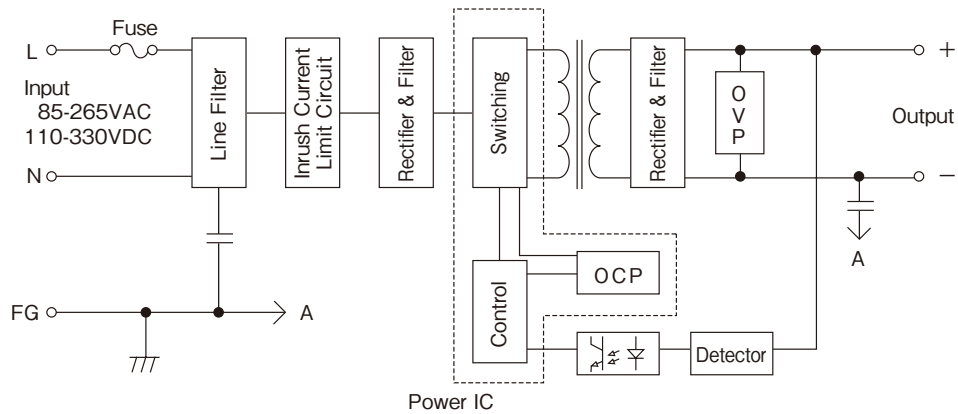 Fuse
L
Input
85-265VAC
110-330VDC
N
Line Filter
Inrush Current
Limit Circuit
Rectifier & Filter
Switching
Rectifier & Filter
OVP
+
Output
−
A
FG
A
Control
OCP
Detector
Power IC